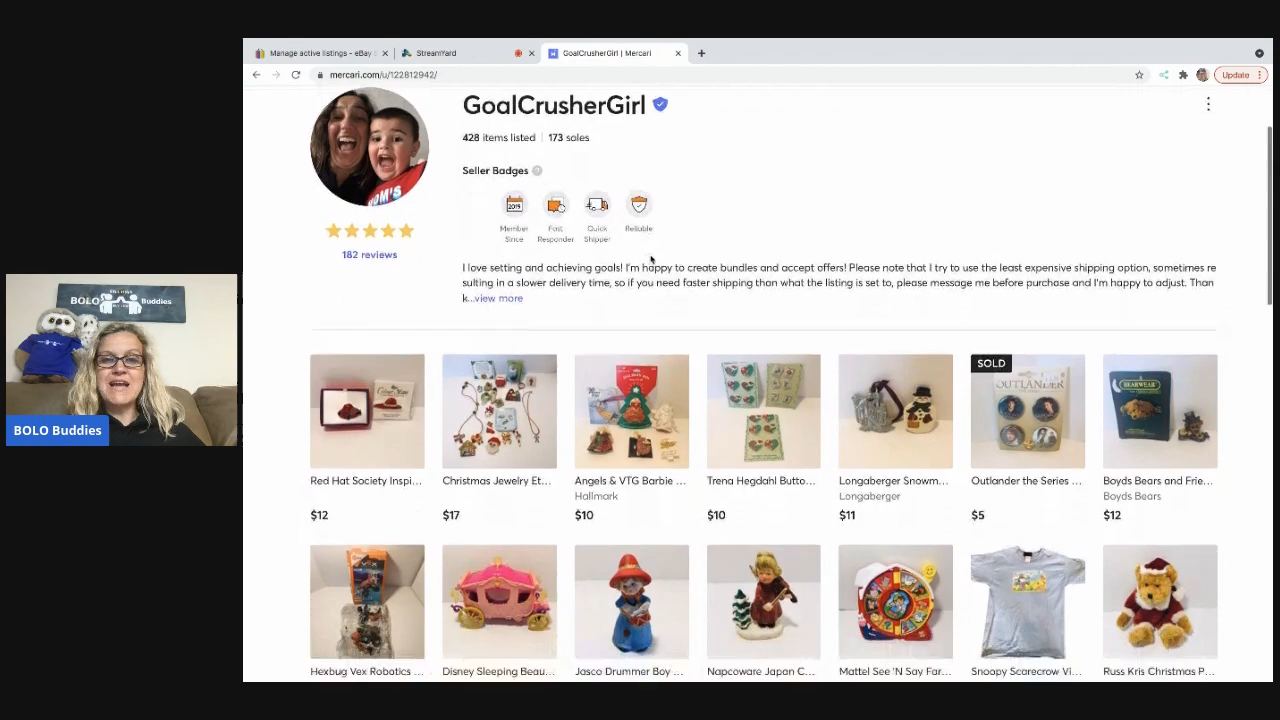 Manage active listings - eBay
StreamYard
GoalCrusherGirl | Mercari
mercari.com/u/122812942/
Update
GoalCrusherGirl
428 items listed | 173 sales
Seller Badges ?
2019
Member Since
Fast Responder
Quick Shipper
Reliable
182 reviews
I love setting and achieving goals! I'm happy to create bundles and accept offers! Please note that I try to use the least expensive shipping option, sometimes re
sulting in a slower delivery time, so if you need faster shipping than what the listing is set to, please message me before purchase and I'm happy to adjust. Than
k...view more
BOLO Buddies
BOLO Buddies
SOLD
OUTLANDER
BEARWEAR
MOM'S
Red Hat Society Inspi...
Christmas Jewelry Et...
Angels & VTG Barbie ...
Trena Hegdahl Butto...
Longaberger Snowm...
Outlander the Series ...
Boyds Bears and Frie...
Hallmark
Longaberger
Boyds Bears
$12
$17
$10
$10
$11
$5
$12
Hexbug Vex Robotics ...
Disney Sleeping Beau...
Jasco Drummer Boy ...
Napcoware Japan C...
Mattel See 'N Say Far...
Snoopy Scarecrow Vi...
Russ Kris Christmas P...